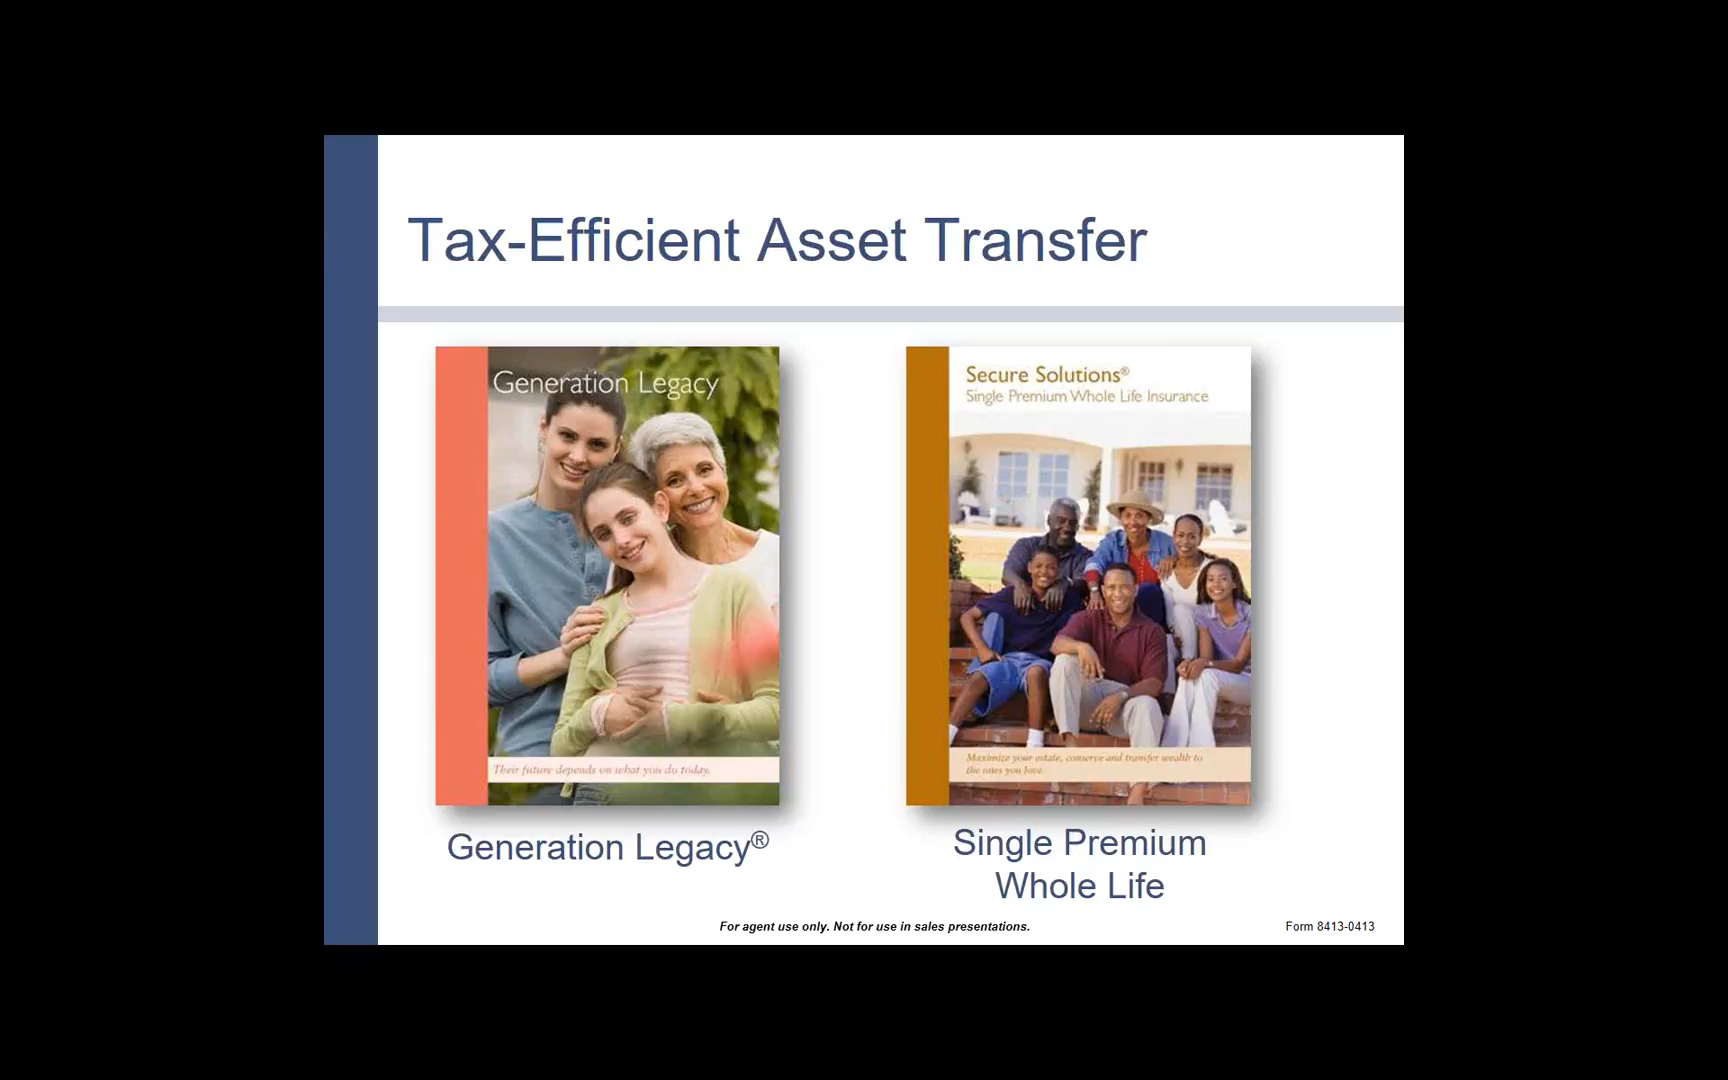 Tax-Efficient Asset Transfer
Generation Legacy
Their future depends on what you do today.
Generation Legacy®
Secure Solutions®
Single Premium Whole Life Insurance
Maximize your estate, conserve and transfer wealth to
the ones you love.
Single Premium
Whole Life
For agent use only. Not for use in sales presentations.
Form 8413-0413